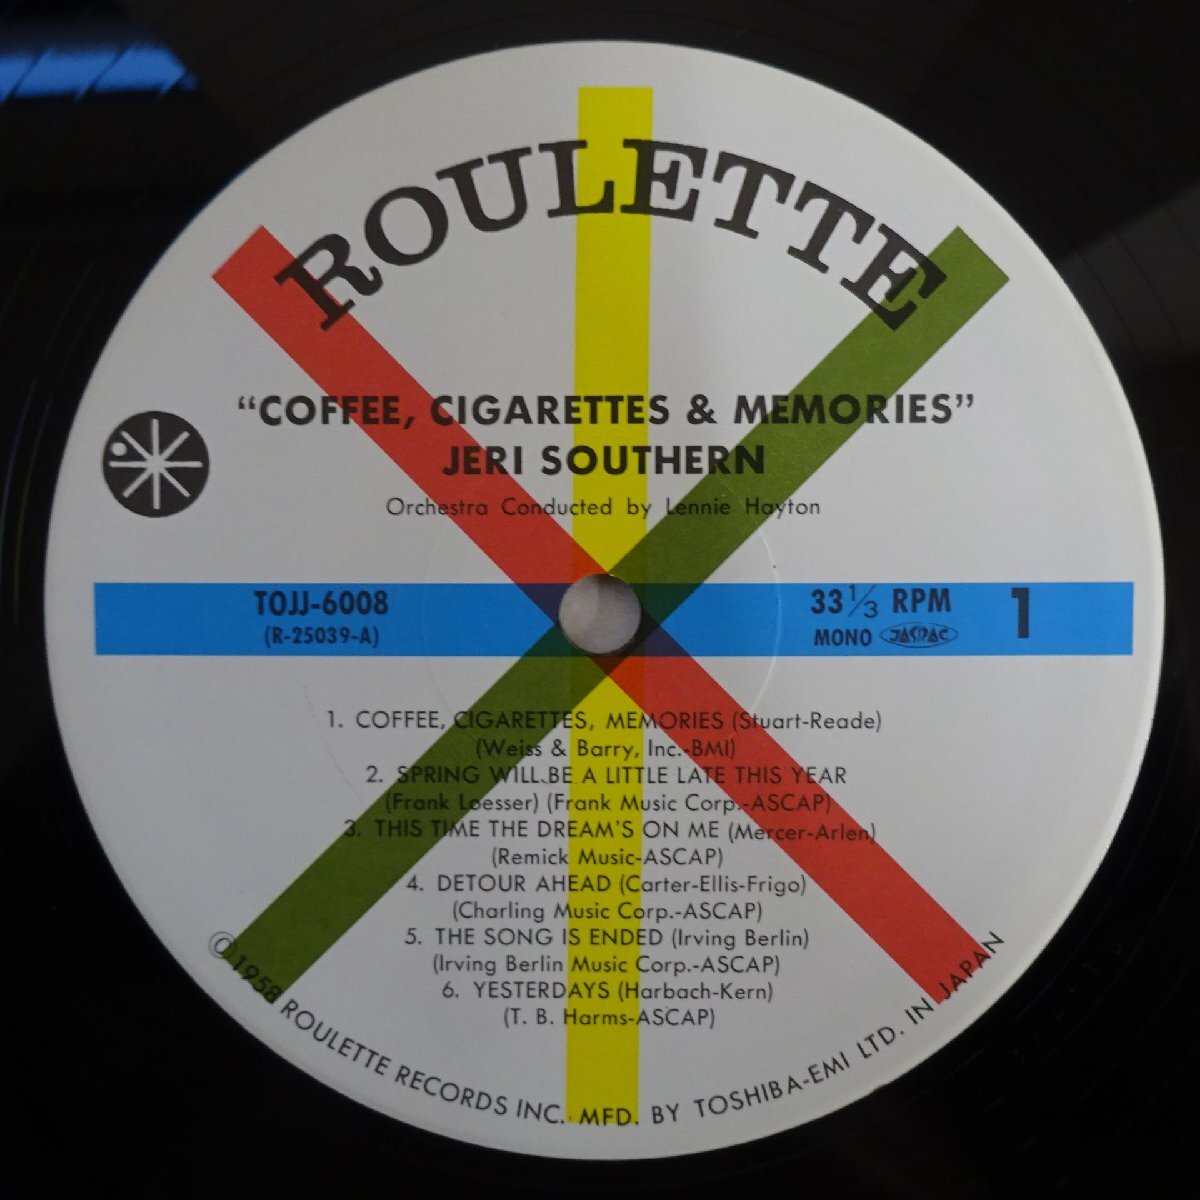 ROULETTE
"COFFEE, CIGARETTES & MEMORIES"
JERI SOUTHERN
Orchestra Conducted by Lennie Hayton
TOJJ-6008
(R-25039-A)
33 1/3 RPM
MONO JASRAC
1
1. COFFEE, CIGARETTES, MEMORIES (Stuart-Reade)
(Weiss & Barry, Inc.-BMI)
2. SPRING WILL BE A LITTLE LATE THIS YEAR
(Frank Loesser) (Frank Music Corp.-ASCAP)
3. THIS TIME THE DREAM'S ON ME (Mercer-Arlen)
(Remick Music-ASCAP)
4. DETOUR AHEAD (Carter-Ellis-Frigo)
(Charling Music Corp.-ASCAP)
5. THE SONG IS ENDED (Irving Berlin)
(Irving Berlin Music Corp.-ASCAP)
6. YESTERDAYS (Harbach-Kern)
(T. B. Harms-ASCAP)
©1958 ROULETTE RECORDS INC. MFD. BY TOSHIBA-EMI LTD. IN JAPAN